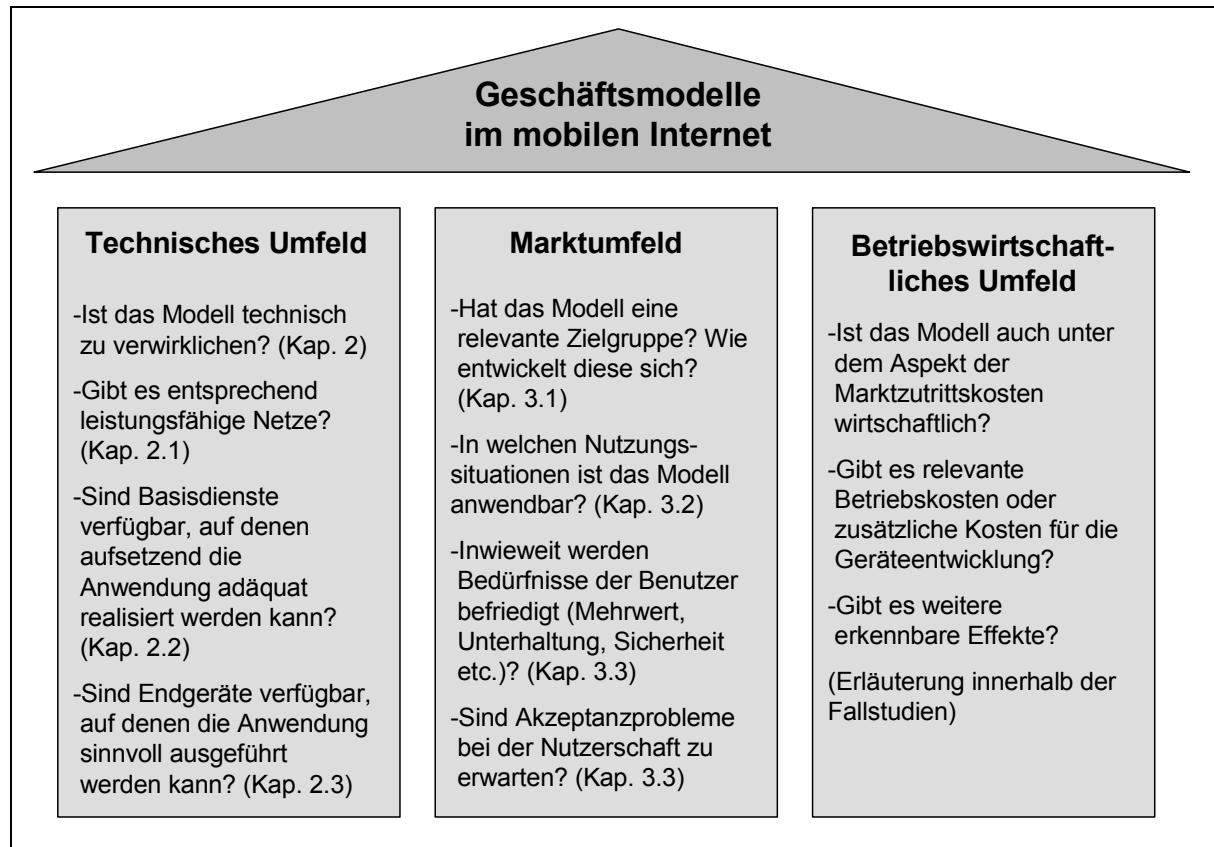 Geschäftsmodelle
im mobilen Internet
Technisches Umfeld
-Ist das Modell technisch
zu verwirklichen? (Kap. 2)
-Gibt es entsprechend
leistungsfähige Netze?
(Kap. 2.1)
-Sind Basisdienste
verfügbar, auf denen
aufsetzend die
Anwendung adäquat
realisiert werden kann?
(Kap. 2.2)
-Sind Endgeräte verfügbar,
auf denen die Anwendung
sinnvoll ausgeführt
werden kann? (Kap. 2.3)
Marktumfeld
-Hat das Modell eine
relevante Zielgruppe? Wie
entwickelt diese sich?
(Kap. 3.1)
-In welchen Nutzungs-
situationen ist das Modell
anwendbar? (Kap. 3.2)
-Inwieweit werden
Bedürfnisse der Benutzer
befriedigt (Mehrwert,
Unterhaltung, Sicherheit
etc.)? (Kap. 3.3)
-Sind Akzeptanzprobleme
bei der Nutzerschaft zu
erwarten? (Kap. 3.3)
Betriebswirtschaft-
liches Umfeld
-Ist das Modell auch unter
dem Aspekt der
Marktzutrittskosten
wirtschaftlich?
-Gibt es relevante
Betriebskosten oder
zusätzliche Kosten für die
Geräteentwicklung?
-Gibt es weitere
erkennbare Effekte?
(Erläuterung innerhalb der
Fallstudien)